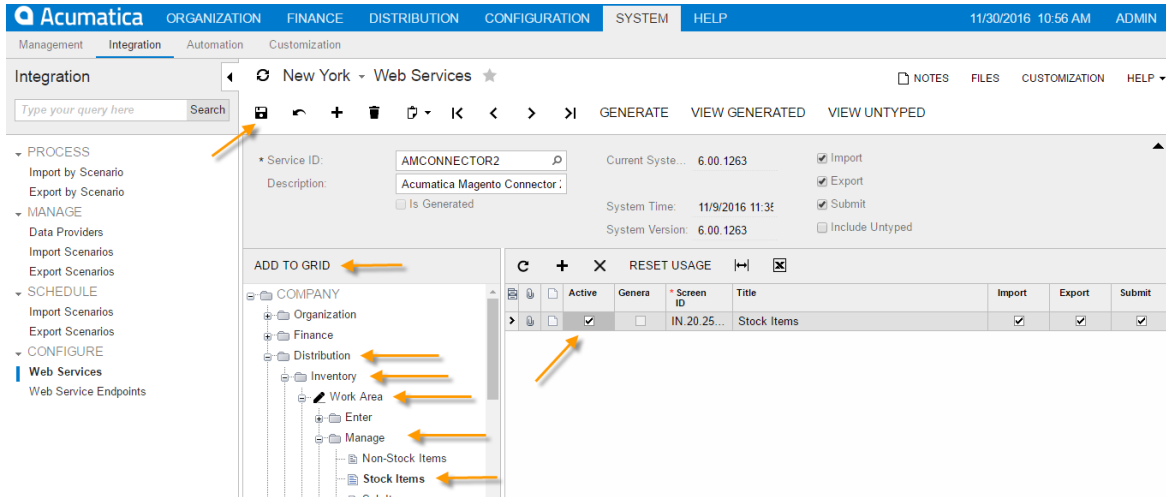 Acumatica ORGANIZATION FINANCE DISTRIBUTION CONFIGURATION SYSTEM HELP 11/30/2016 10:56 AM ADMIN
Management Integration Automation Customization
Integration New York Web Services NOTES FILES CUSTOMIZATION HELP
Type your query here Search GENERATE VIEW GENERATED VIEW UNTYPED
PROCESS
Import by Scenario
Export by Scenario
MANAGE
Data Providers
Import Scenarios
Export Scenarios
SCHEDULE
Import Scenarios
Export Scenarios
CONFIGURE
Web Services
Web Service Endpoints
* Service ID: AMCONNECTOR2 Current Syste... 6.00.1263 Import
Description: Acumatica Magento Connector Export
Is Generated System Time: 11/9/2016 11:35 Submit
System Version: 6.00.1263 Include Untyped
ADD TO GRID RESET USAGE
COMPANY
Organization
Finance
Distribution
Inventory
Work Area
Enter
Manage
Non-Stock Items
Stock Items
Active Genera * Screen ID Title Import Export Submit
IN.20.25... Stock Items